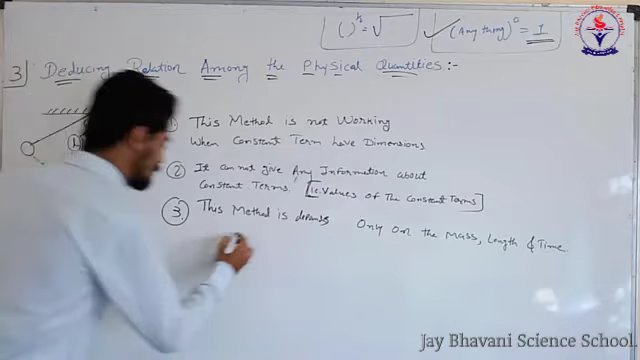 ( )^½ = √
✓ (Any thing)^0 = 1
3] Deducing Relation Among the Physical Quantities :-
1. This Method is not Working
When Constant Term have Dimensions
② It can not give Any Information about
Constant Terms. [i.e. Values of The Constant Terms]
③. This Method is depends Only on the Mass, Length & Time.
Jay Bhavani Science School.